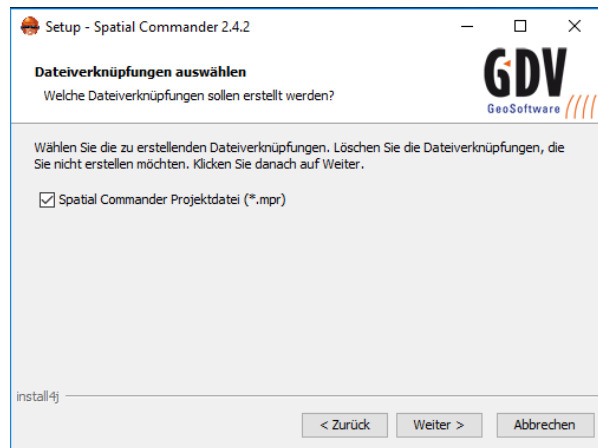 Setup - Spatial Commander 2.4.2
Dateiverknüpfungen auswählen
Welche Dateiverknüpfungen sollen erstellt werden?
GDV
GeoSoftware
Wählen Sie die zu erstellenden Dateiverknüpfungen. Löschen Sie die Dateiverknüpfungen, die
Sie nicht erstellen möchten. Klicken Sie danach auf Weiter.
Spatial Commander Projektdatei (*.mpr)
install4j
< Zurück Weiter > Abbrechen